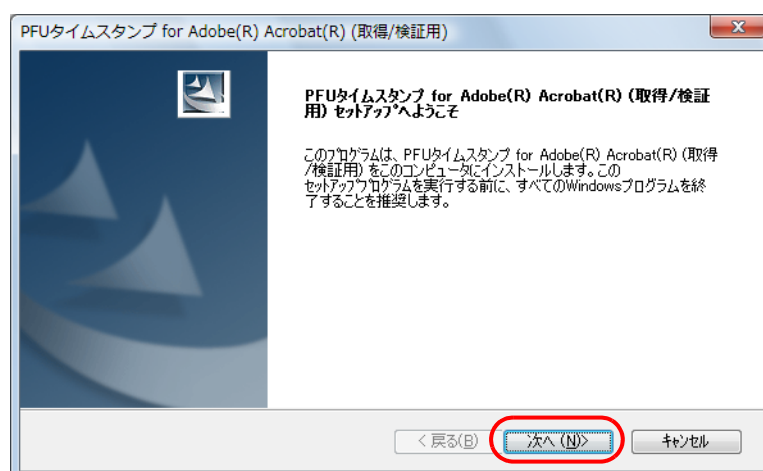 PFUタイムスタンプ for Adobe(R) Acrobat(R) (取得/検証用)
X
PFUタイムスタンプ for Adobe(R) Acrobat(R) (取得/検証
用) セットアップへようこそ
このプログラムは、PFUタイムスタンプ for Adobe(R) Acrobat(R) (取得
/検証用) をこのコンピュータにインストールします。この
セットアッププログラムを実行する前に、すべてのWindowsプログラムを終
了することを推奨します。
< 戻る(B)
次へ (N)>
キャンセル